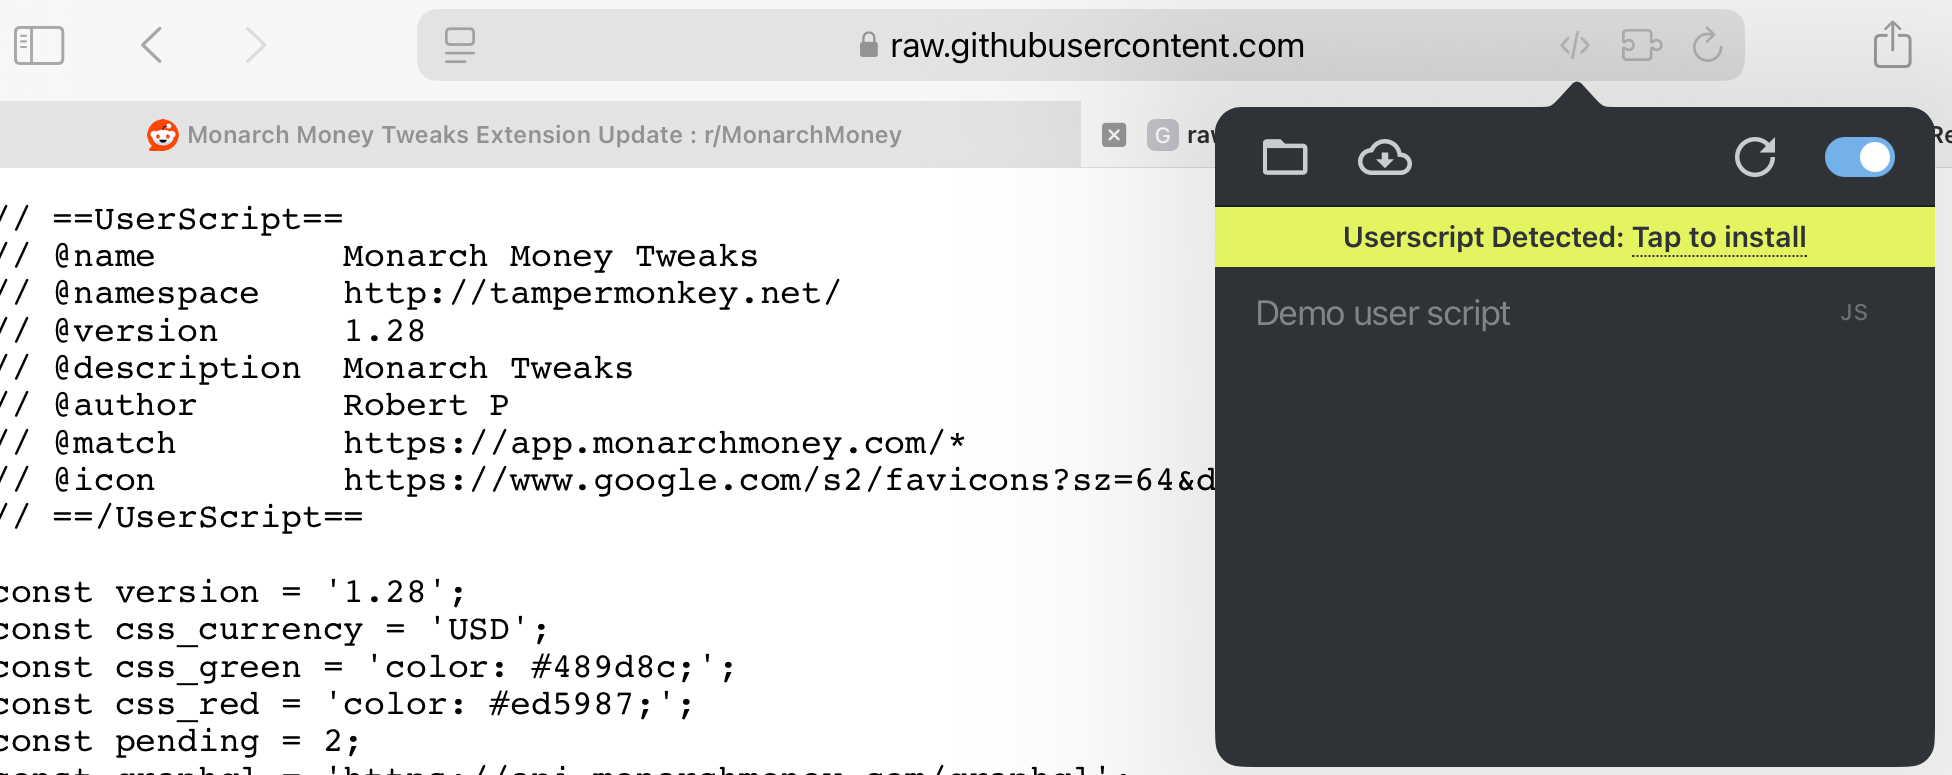 raw.githubusercontent.com
Monarch Money Tweaks Extension Update : r/MonarchMoney
G
Userscript Detected: Tap to install
Demo user script JS
// ==UserScript==
// @name Monarch Money Tweaks
// @namespace http://tampermonkey.net/
// @version 1.28
// @description Monarch Tweaks
// @author Robert P
// @match https://app.monarchmoney.com/*
// @icon https://www.google.com/s2/favicons?sz=64&d
// ==/UserScript==
const version = '1.28';
const css_currency = 'USD';
const css_green = 'color: #489d8c;';
const css_red = 'color: #ed5987;';
const pending = 2;